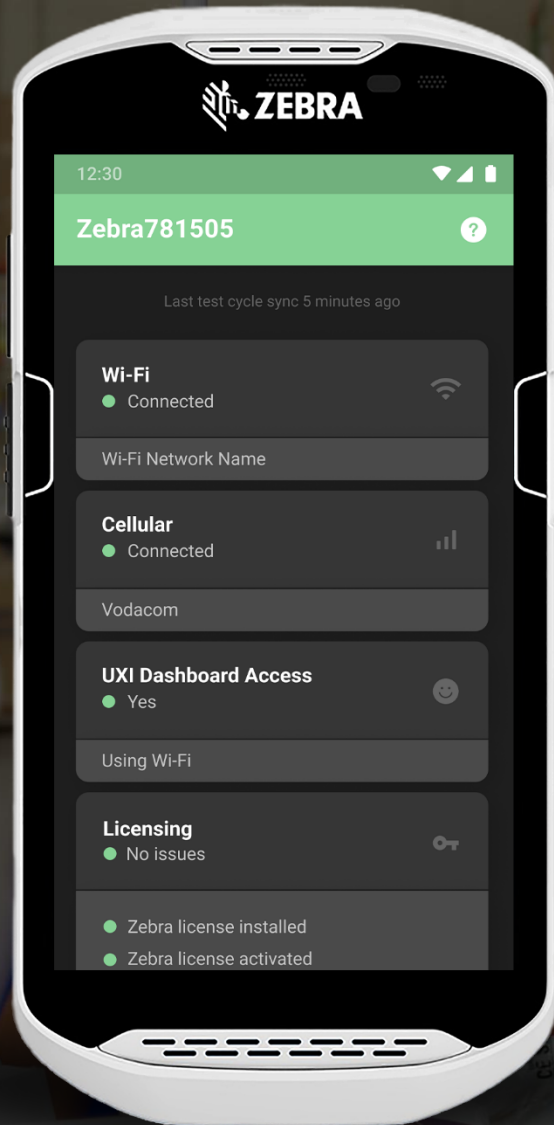 ZEBRA
12:30
Zebra781505
?
Last test cycle sync 5 minutes ago
Wi-Fi
Connected
Wi-Fi Network Name
Cellular
Connected
Vodacom
UXI Dashboard Access
Yes
Using Wi-Fi
Licensing
No issues
Zebra license installed
Zebra license activated